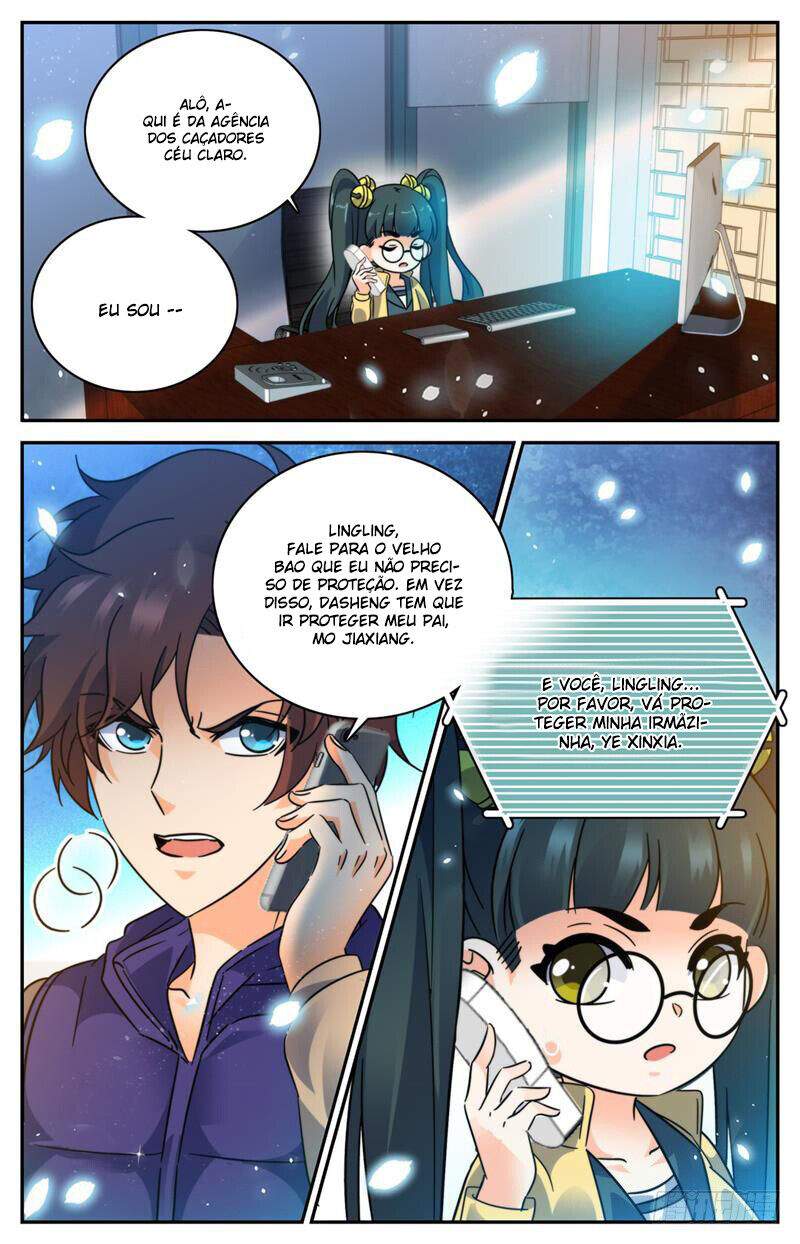 ALÔ, A-
QUI É DA AGÊNCIA
DOS CAÇADORES
CÉU CLARO.
EU SOU --
LINGLING,
FALE PARA O VELHO
BAO QUE EU NÃO PRECI-
SO DE PROTEÇÃO. EM VEZ
DISSO, DASHENG TEM QUE
IR PROTEGER MEU PAI,
MO JIAXIANG.
E VOCÊ, LINGLING...
POR FAVOR, VÁ PRO-
TEGER MINHA IRMÃZI-
NHA, YE XINXIA.